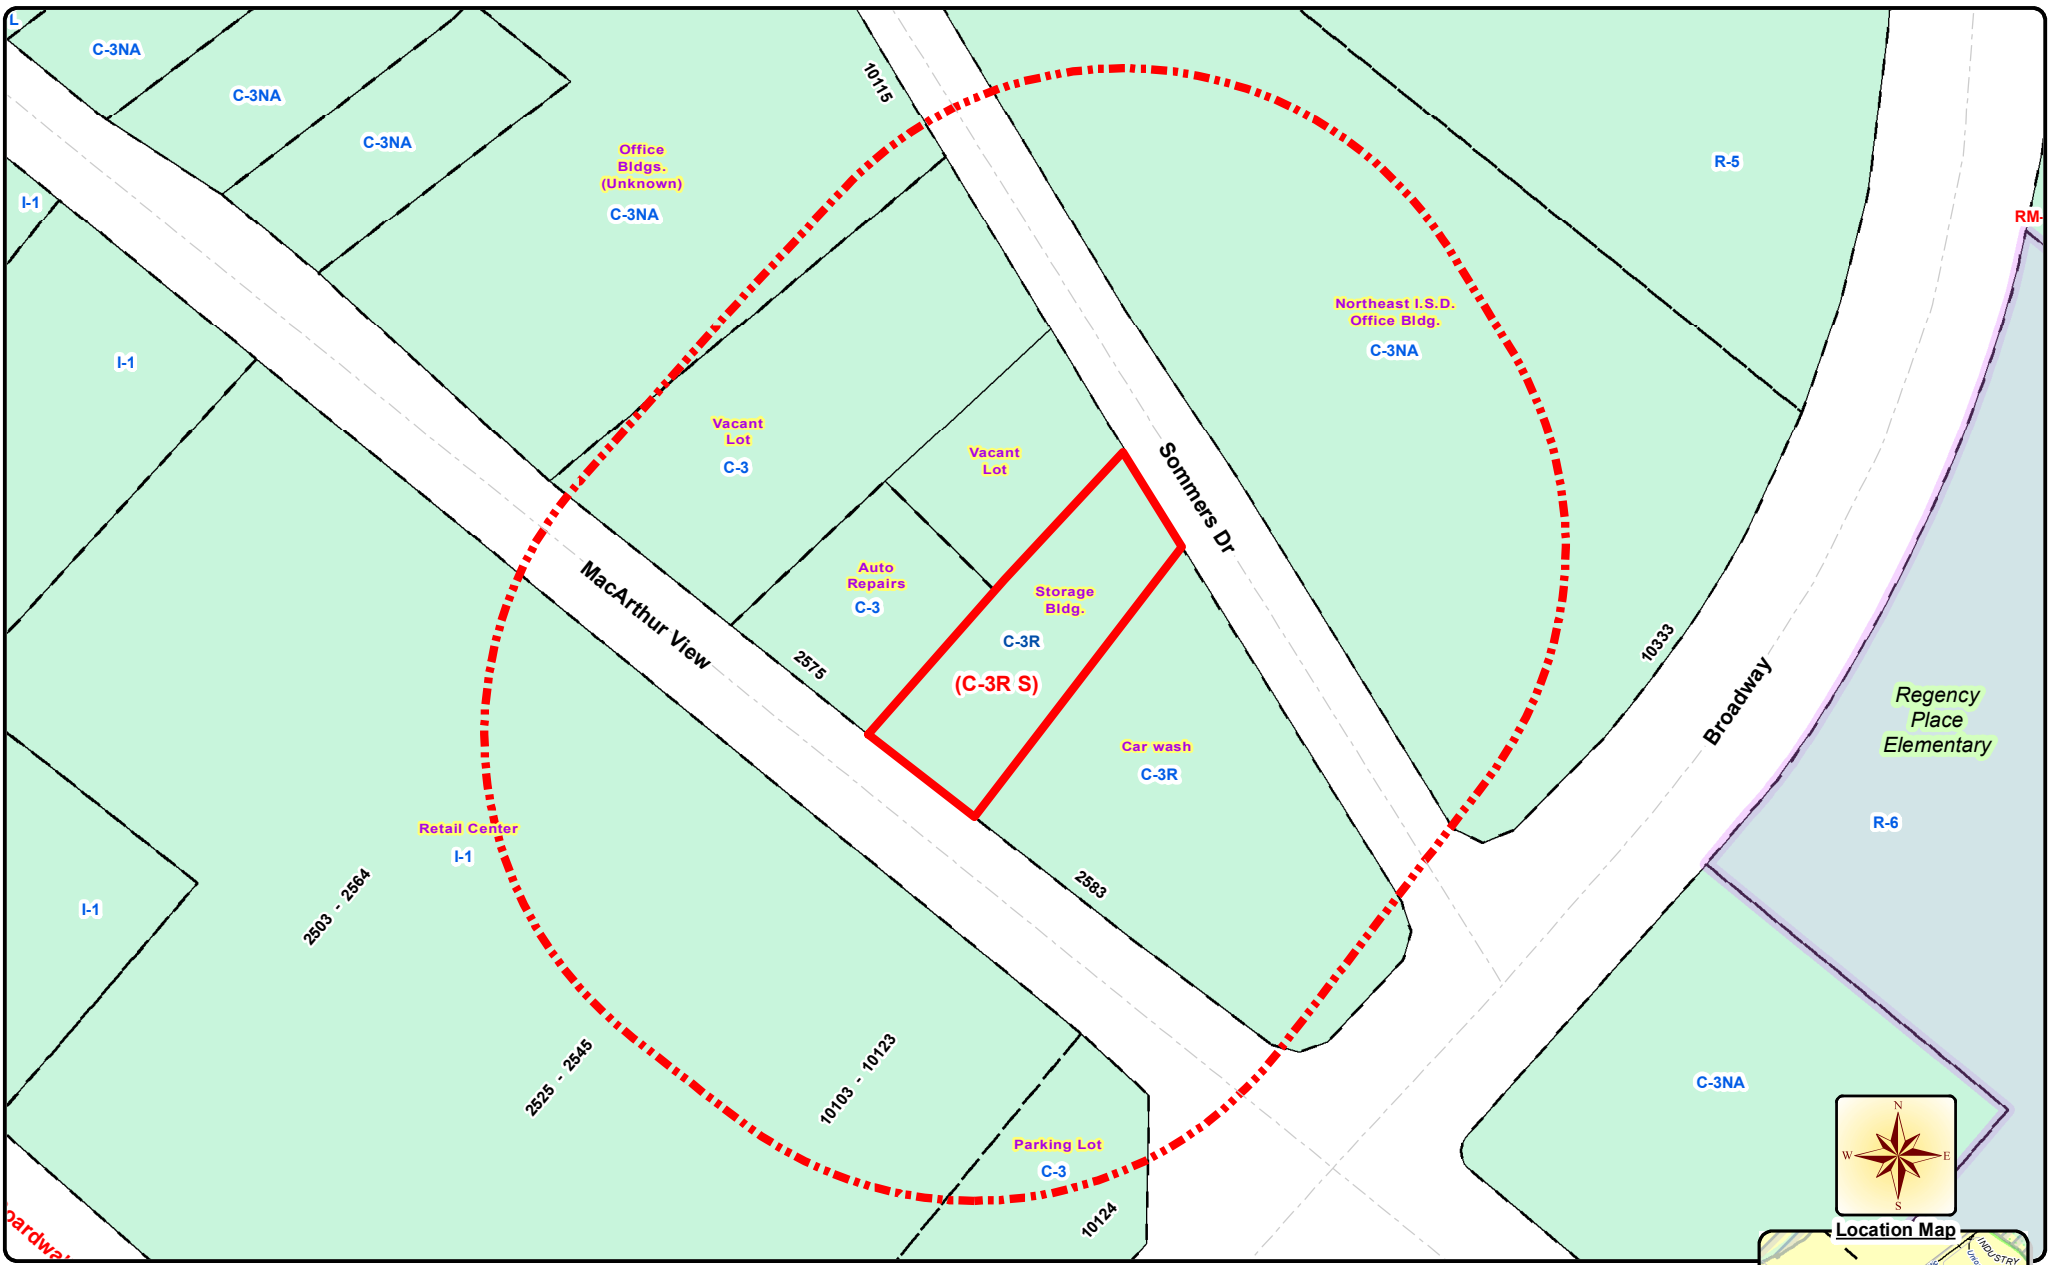 L
C-3NA
C-3NA
C-3NA
10115
Office
Bldgs.
(Unknown)
C-3NA
R-5
I-1
RM-
Northeast I.S.D.
Office Bldg.
C-3NA
I-1
Vacant
Lot
C-3
Vacant
Lot
Sommers Dr
MacArthur View
Auto
Repairs
C-3
Storage
Bldg.
C-3R
(C-3R S)
2575
10333
Broadway
Regency
Place
Elementary
Car wash
C-3R
R-6
Retail Center
I-1
2583
I-1
2503 - 2564
2525 - 2545
10103 - 10123
C-3NA
Parking Lot
C-3
10124
N
W
E
S
Location Map
INDUSTRY